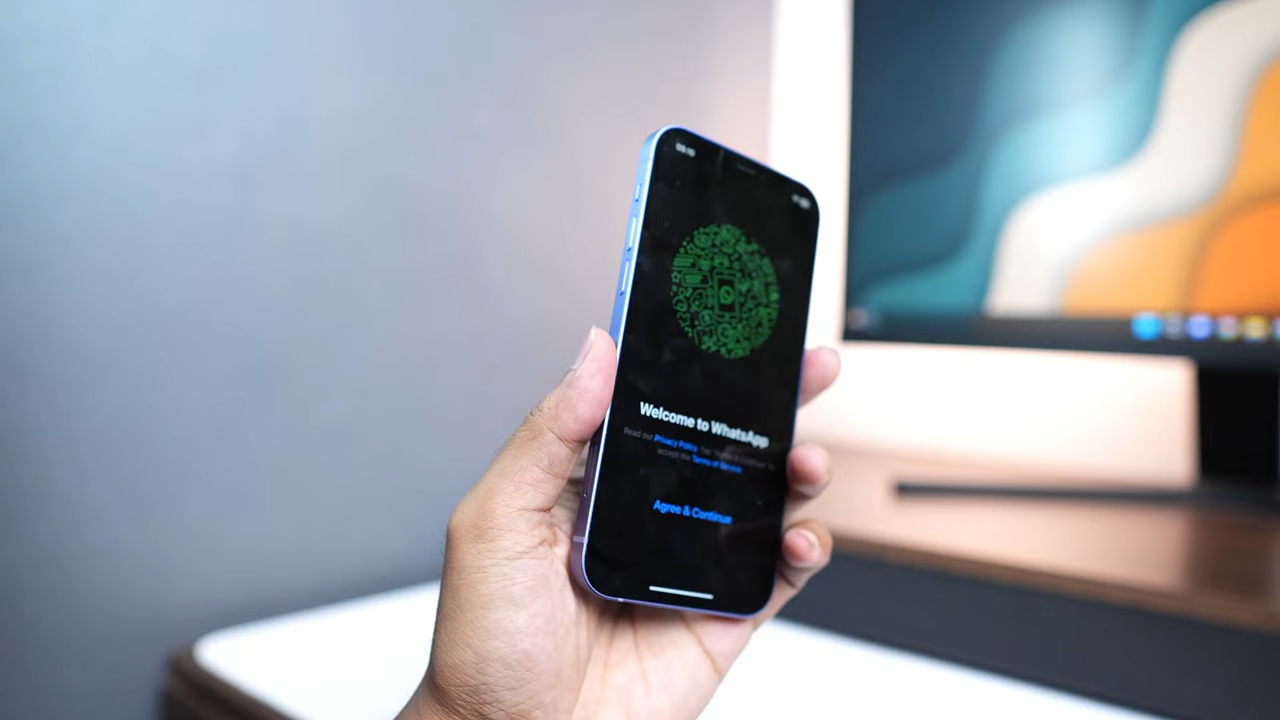 Welcome to WhatsApp
Read our Privacy Policy. Tap "Agree & Continue" to
accept the Terms of Service.
Agree & Continue